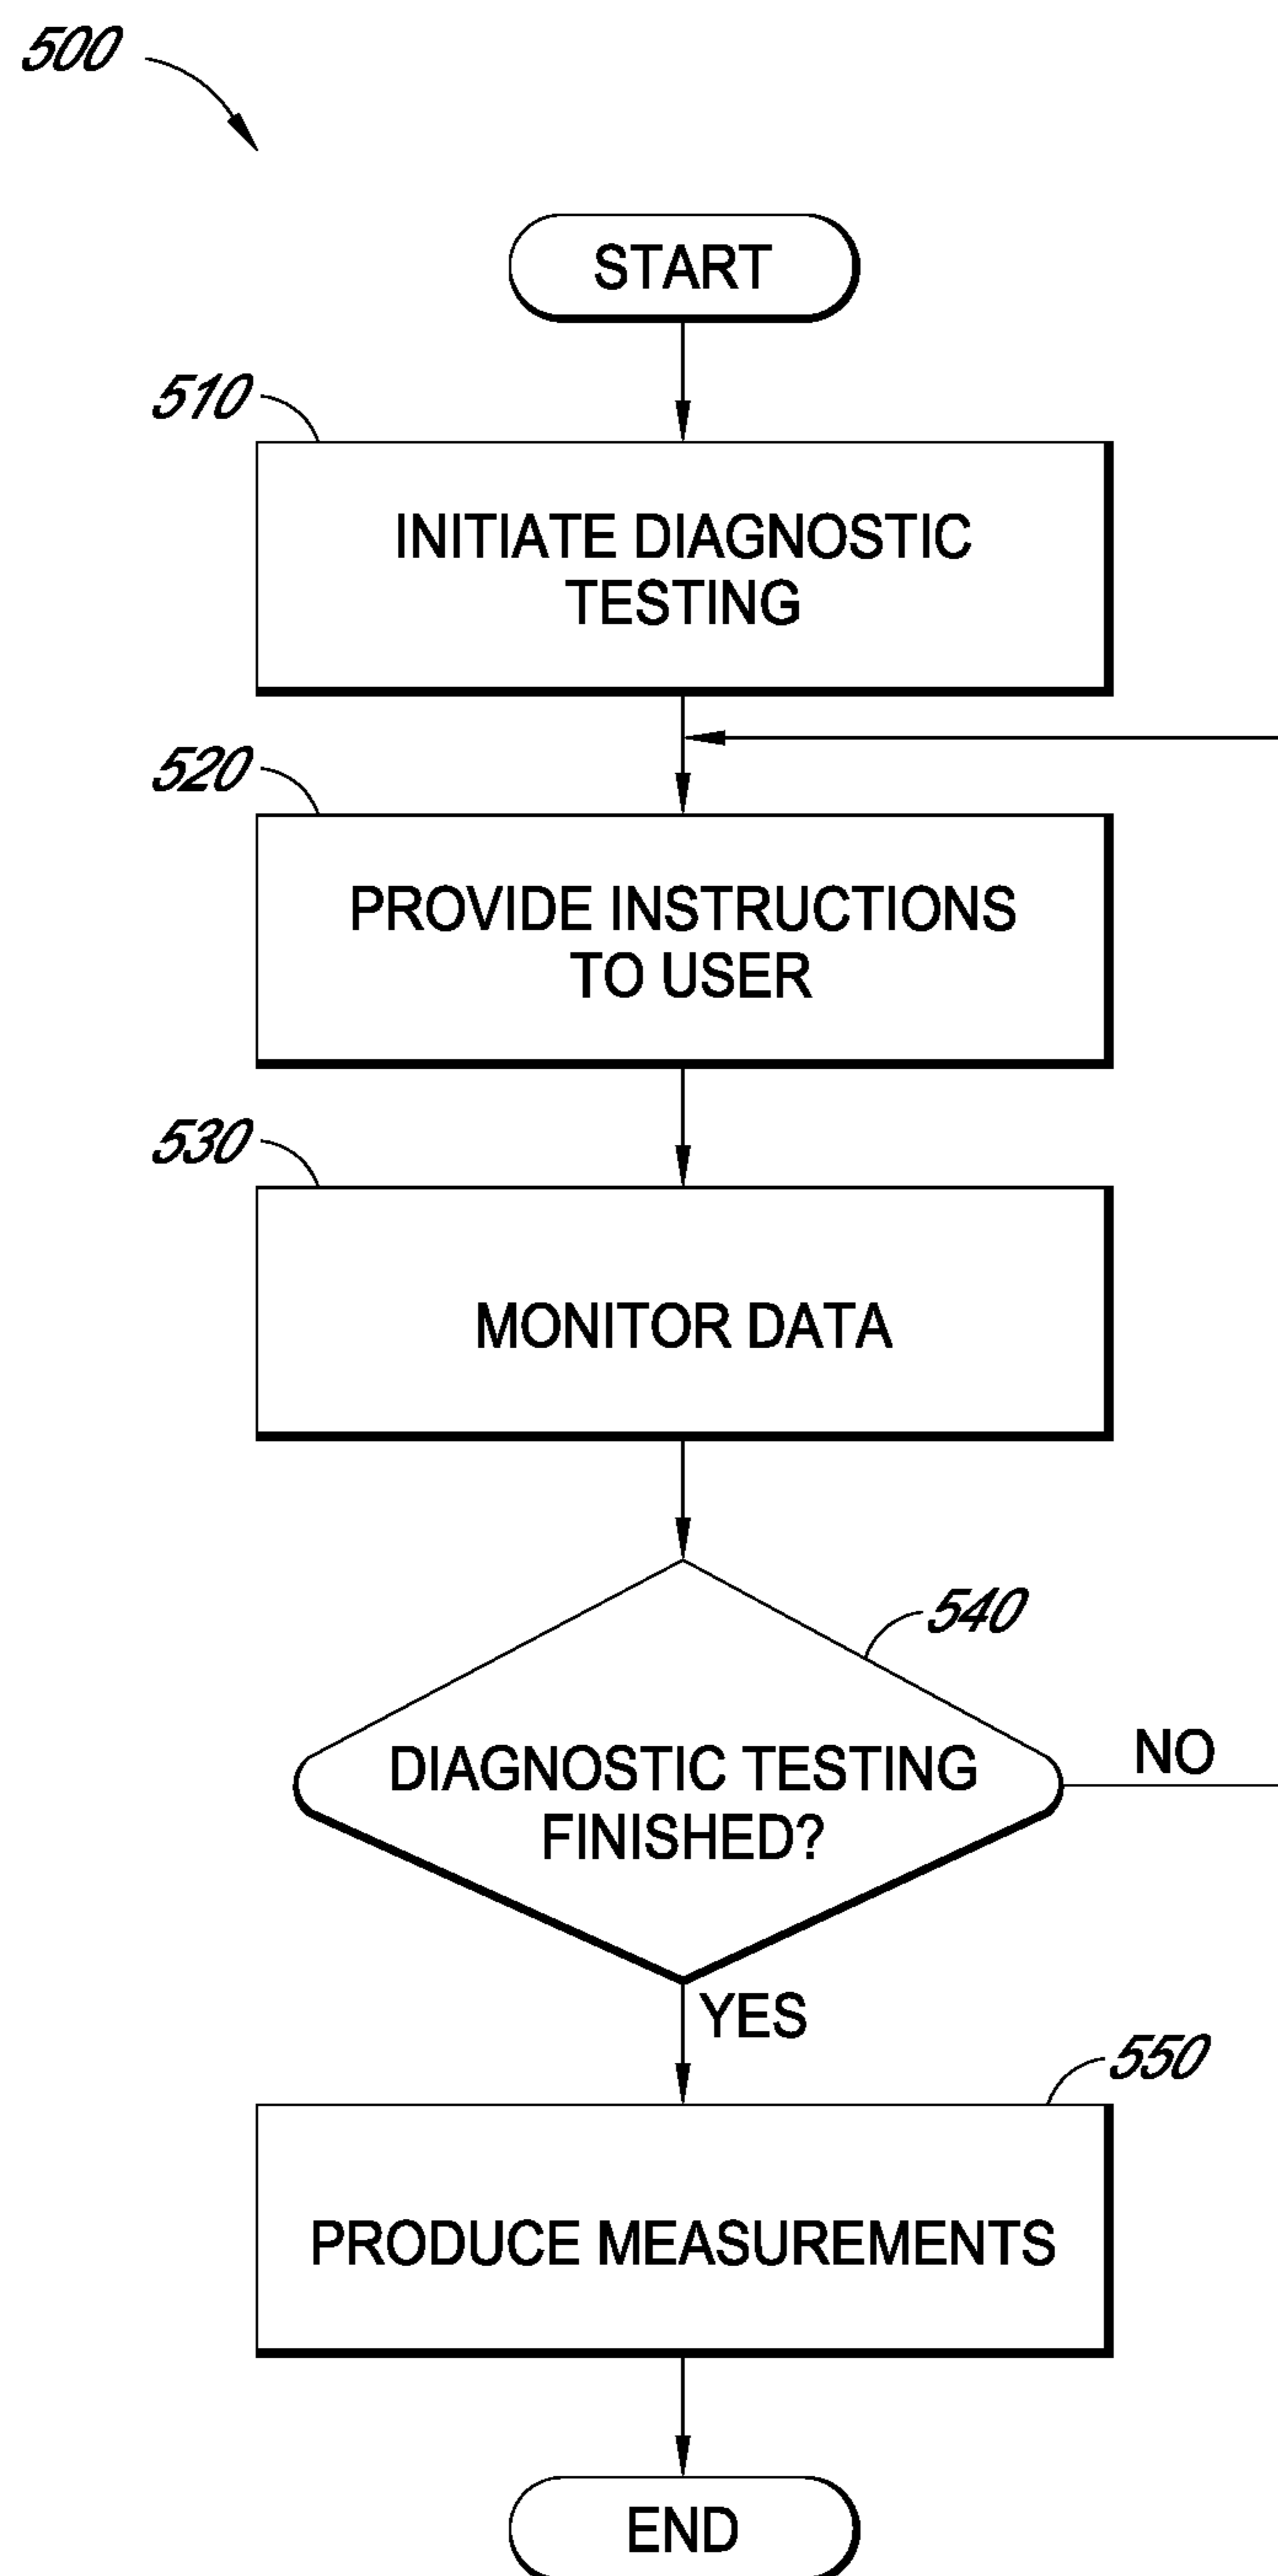 500
START
510
INITIATE DIAGNOSTIC
TESTING
520
PROVIDE INSTRUCTIONS
TO USER
530
MONITOR DATA
540
DIAGNOSTIC TESTING
FINISHED?
NO
YES
550
PRODUCE MEASUREMENTS
END